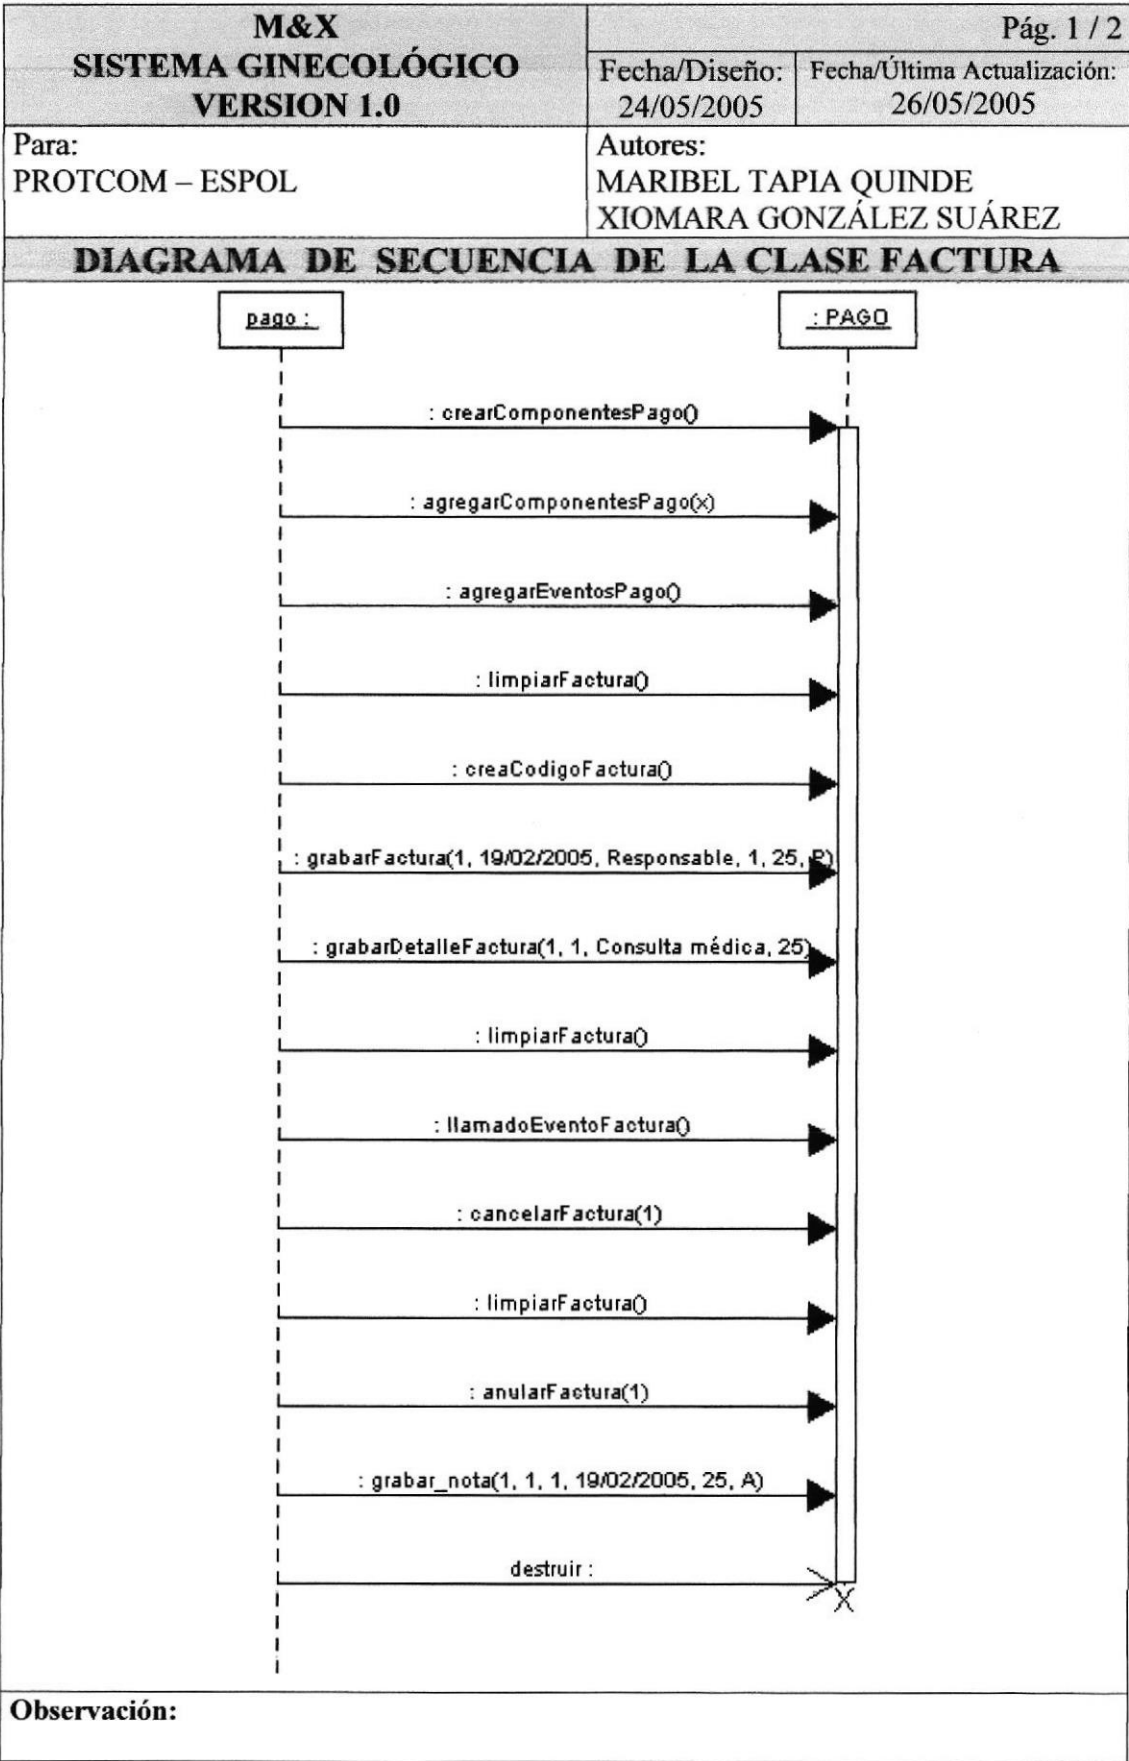 M&X
SISTEMA GINECOLÓGICO
VERSION 1.0
Pág. 1 / 2
Fecha/Diseño:
24/05/2005
Fecha/Última Actualización:
26/05/2005
Para:
PROTCOM – ESPOL
Autores:
MARIBEL TAPIA QUINDE
XIOMARA GONZÁLEZ SUÁREZ
DIAGRAMA DE SECUENCIA DE LA CLASE FACTURA
pago :
: PAGO
: crearComponentesPago()
: agregarComponentesPago(x)
: agregarEventosPago()
: limpiarFactura()
: creaCodigoFactura()
: grabarFactura(1, 19/02/2005, Responsable, 1, 25, P)
: grabarDetalleFactura(1, 1, Consulta médica, 25)
: limpiarFactura()
: llamadoEventoFactura()
: cancelarFactura(1)
: limpiarFactura()
: anularFactura(1)
: grabar_nota(1, 1, 1, 19/02/2005, 25, A)
destruir :
X
Observación: